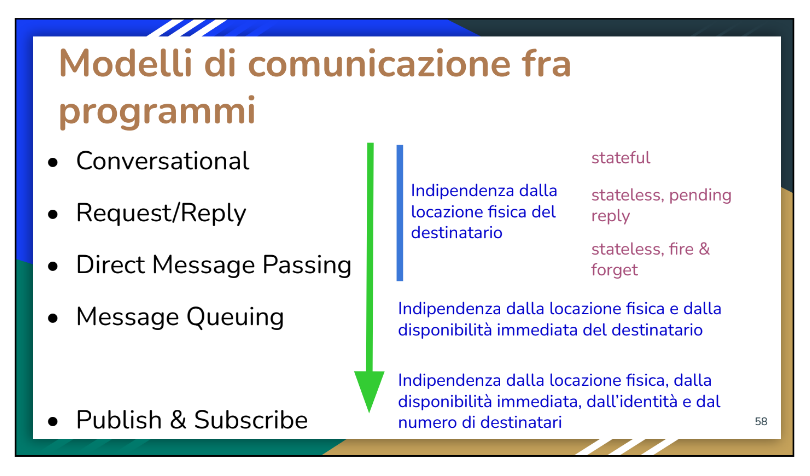 Modelli di comunicazione fra
programmi
● Conversational
● Request/Reply
● Direct Message Passing
● Message Queuing
● Publish & Subscribe
Indipendenza dalla
locazione fisica del
destinatario
stateful
stateless, pending
reply
stateless, fire &
forget
Indipendenza dalla locazione fisica e dalla
disponibilità immediata del destinatario
Indipendenza dalla locazione fisica, dalla
disponibilità immediata, dall'identità e dal
numero di destinatari
58